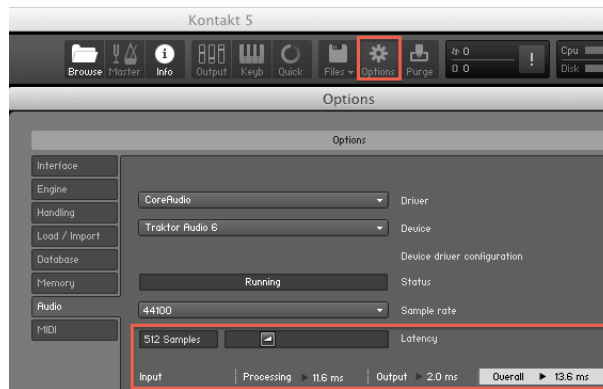 Kontakt 5
Browse Master Info Output Keyb Quick Files Options Purge
0
0 0
! Cpu
Disk
Options
Options
Interface
Engine
Handling
Load / Import
Database
Memory
Audio
MIDI
CoreAudio Driver
Traktor Audio 6 Device
Device driver configuration
Running Status
44100 Sample rate
512 Samples Latency
Input Processing 11.6 ms Output 2.0 ms Overall 13.6 ms